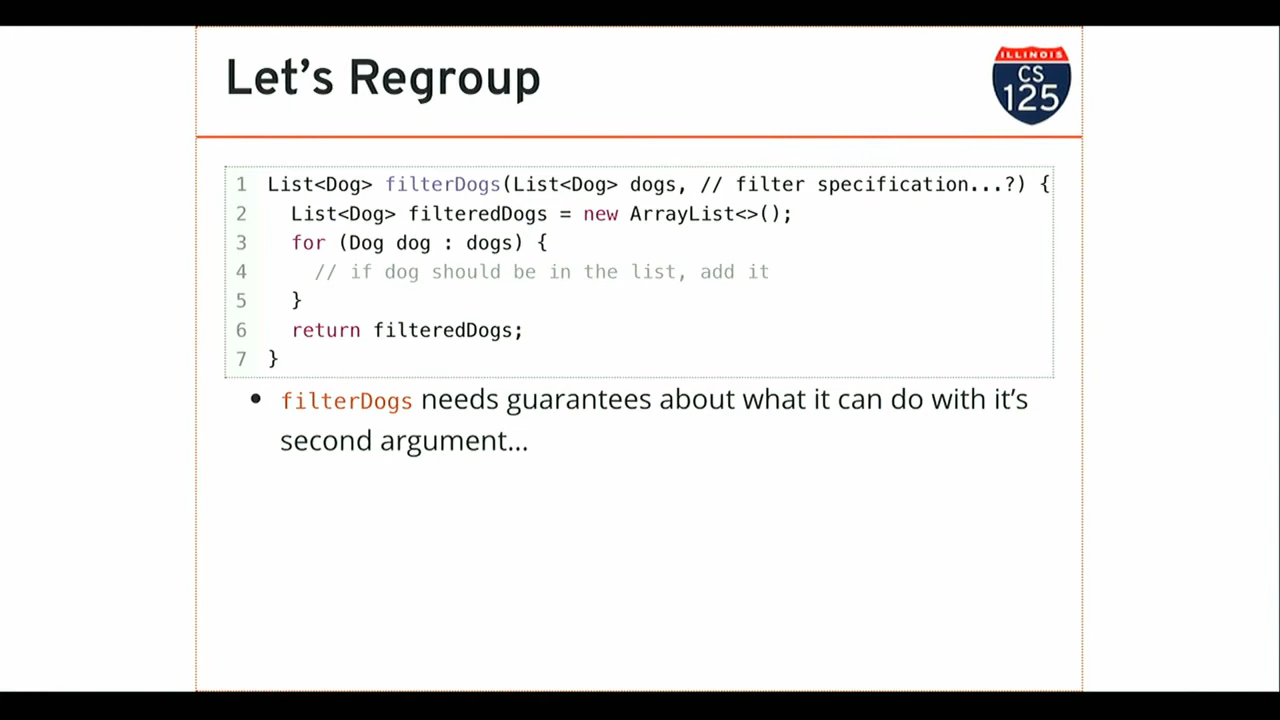 Let's Regroup
ILLINOIS
CS
125
1 List<Dog> filterDogs(List<Dog> dogs, // filter specification...?) {
2   List<Dog> filteredDogs = new ArrayList<>();
3   for (Dog dog : dogs) {
4     // if dog should be in the list, add it
5   }
6   return filteredDogs;
7 }
• filterDogs needs guarantees about what it can do with it's
second argument...